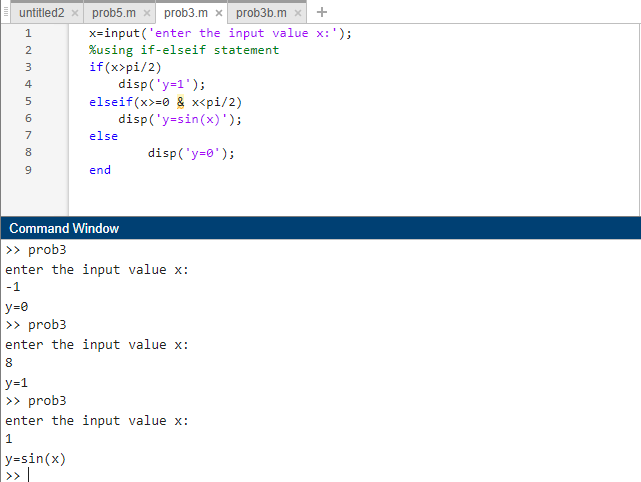 untitled2 × prob5.m × prob3.m × prob3b.m × +
1 x=input('enter the input value x:');
2 %using if-elseif statement
3 if(x>pi/2)
4 disp('y=1');
5 elseif(x>=0 & x<pi/2)
6 disp('y=sin(x)');
7 else
8 disp('y=0');
9 end
Command Window
>> prob3
enter the input value x:
-1
y=0
>> prob3
enter the input value x:
8
y=1
>> prob3
enter the input value x:
1
y=sin(x)
>>